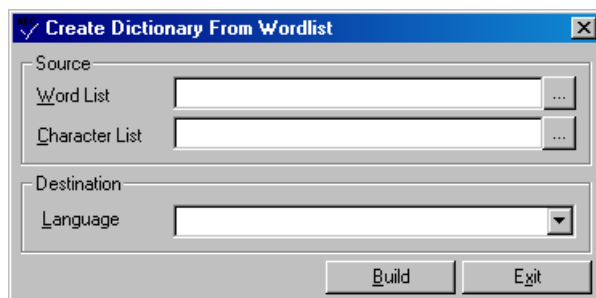 Create Dictionary From Wordlist
Source
Word List
...
Character List
...
Destination
Language
Build Exit